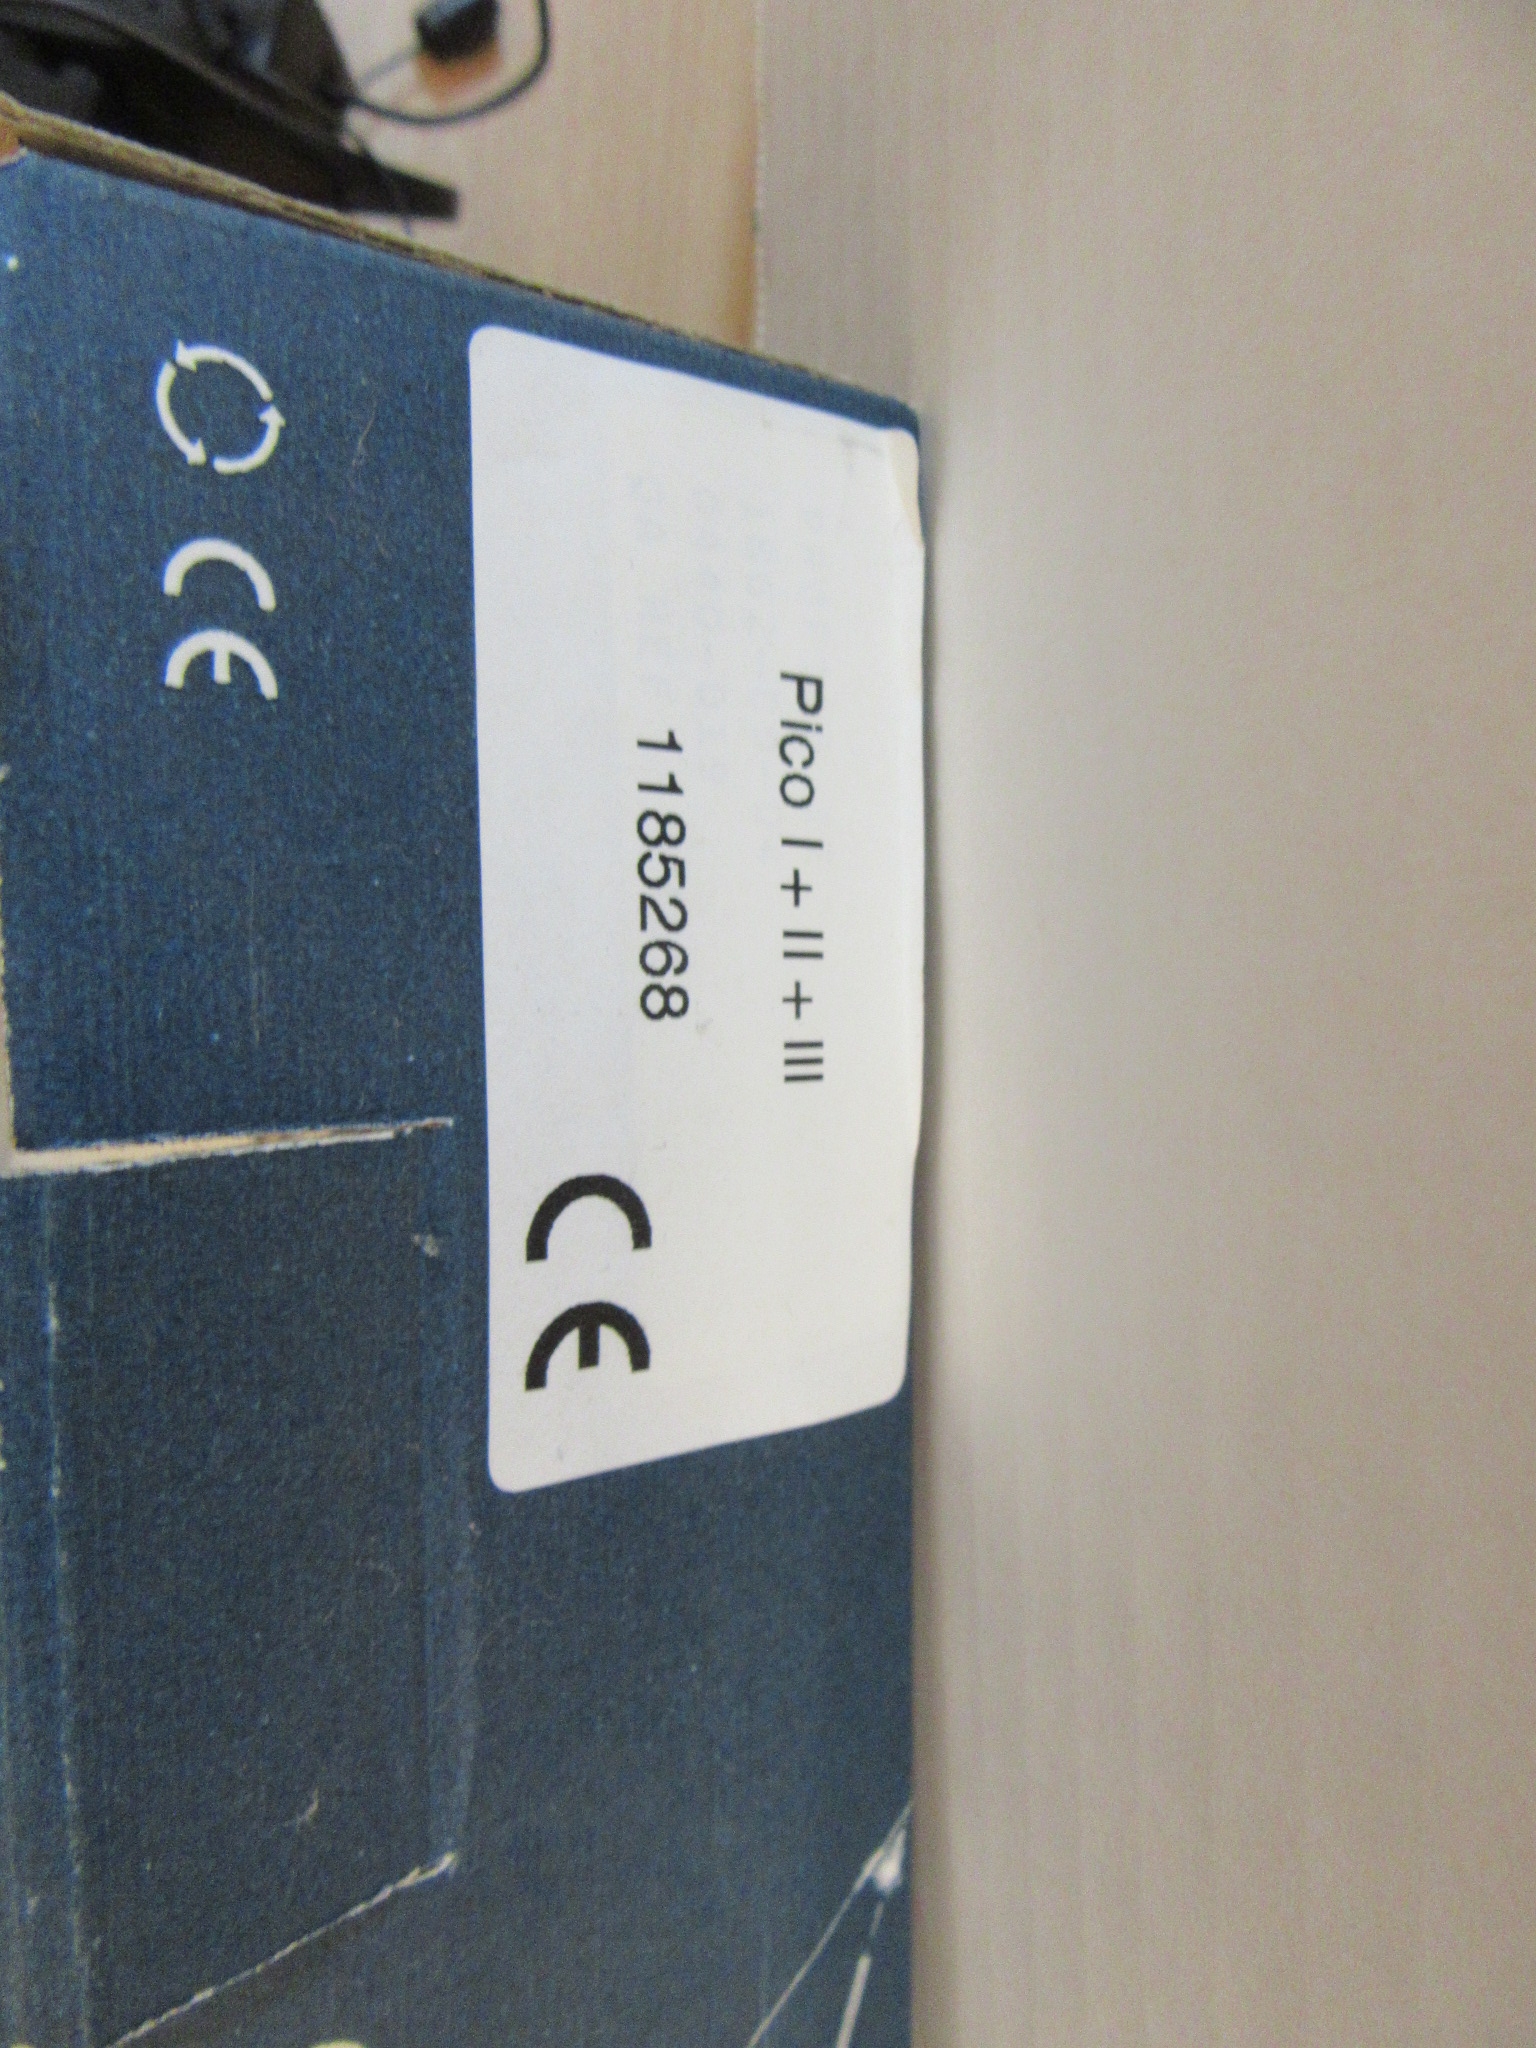 Pico I + II + III
1185268
CE
CE